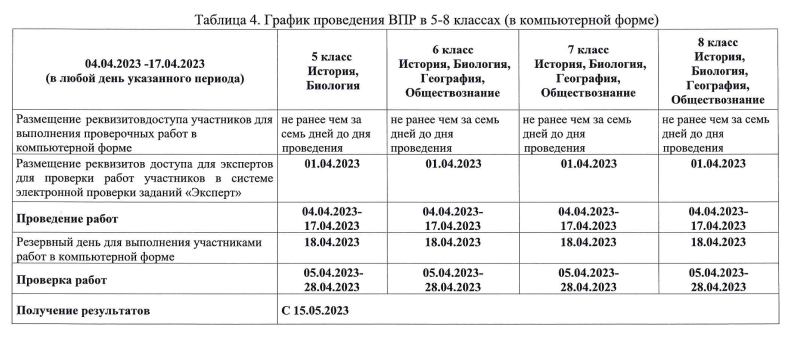 Таблица 4. График проведения ВПР в 5-8 классах (в компьютерной форме)
04.04.2023 -17.04.2023
(в любой день указанного периода)
5 класс
История,
Биология
6 класс
История, Биология,
География,
Обществознание
7 класс
История, Биология,
География,
Обществознание
8 класс
История,
Биология,
География,
Обществознание
Размещение реквизитовдоступа участников для
выполнения проверочных работ в
компьютерной форме
не ранее чем за
семь дней до дня
проведения
не ранее чем за семь
дней до дня
проведения
не ранее чем за семь
дней до дня
проведения
не ранее чем за семь
дней до дня
проведения
Размещение реквизитов доступа для экспертов
для проверки работ участников в системе
электронной проверки заданий «Эксперт»
01.04.2023
01.04.2023
01.04.2023
01.04.2023
Проведение работ
04.04.2023-
17.04.2023
04.04.2023-
17.04.2023
04.04.2023-
17.04.2023
04.04.2023-
17.04.2023
Резервный день для выполнения участниками
работ в компьютерной форме
18.04.2023
18.04.2023
18.04.2023
18.04.2023
Проверка работ
05.04.2023-
28.04.2023
05.04.2023-
28.04.2023
05.04.2023-
28.04.2023
05.04.2023-
28.04.2023
Получение результатов
С 15.05.2023